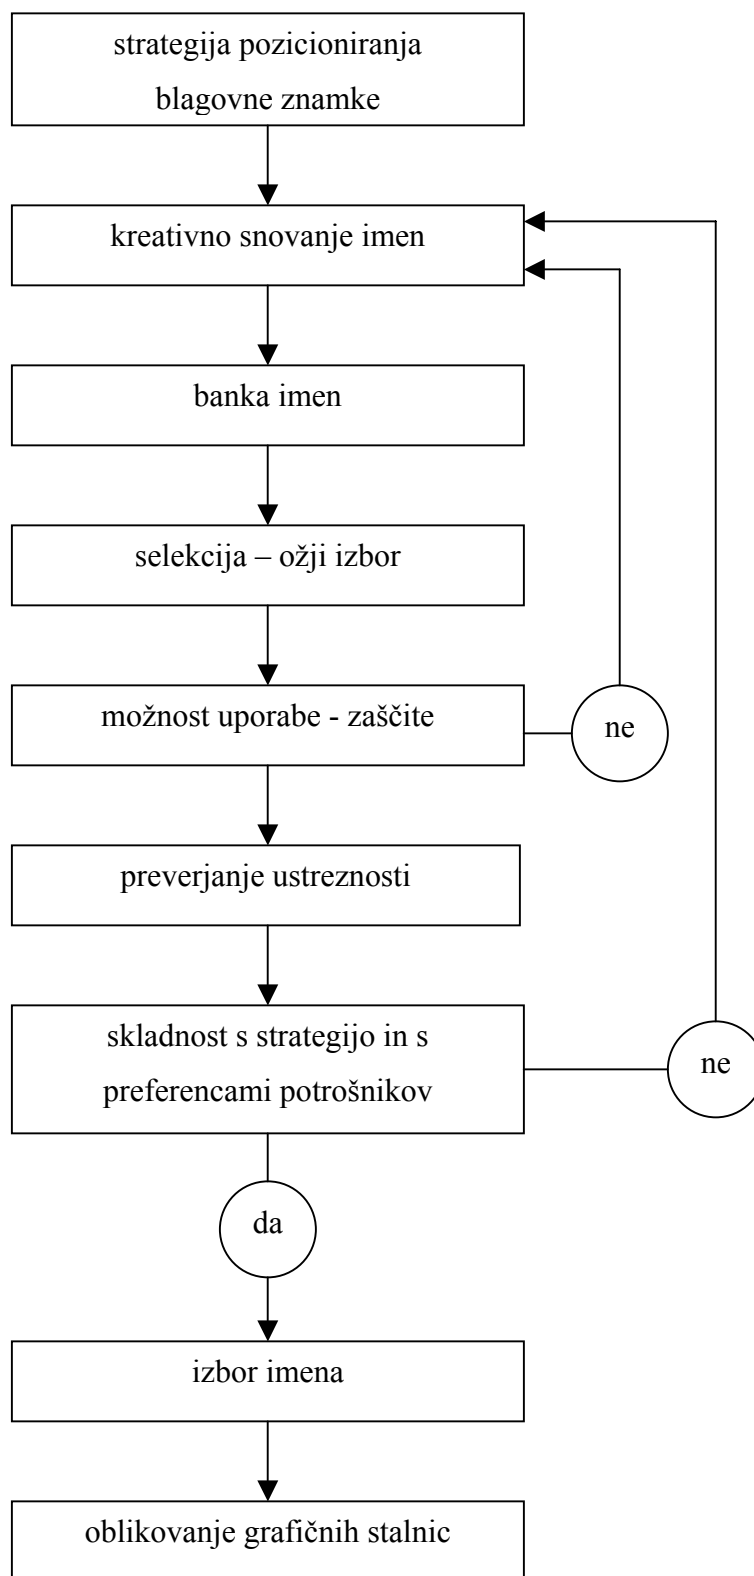 strategija pozicioniranja
blagovne znamke
kreativno snovanje imen
banka imen
selekcija – ožji izbor
možnost uporabe - zaščite
ne
preverjanje ustreznosti
skladnost s strategijo in s
preferencami potrošnikov
ne
da
izbor imena
oblikovanje grafičnih stalnic